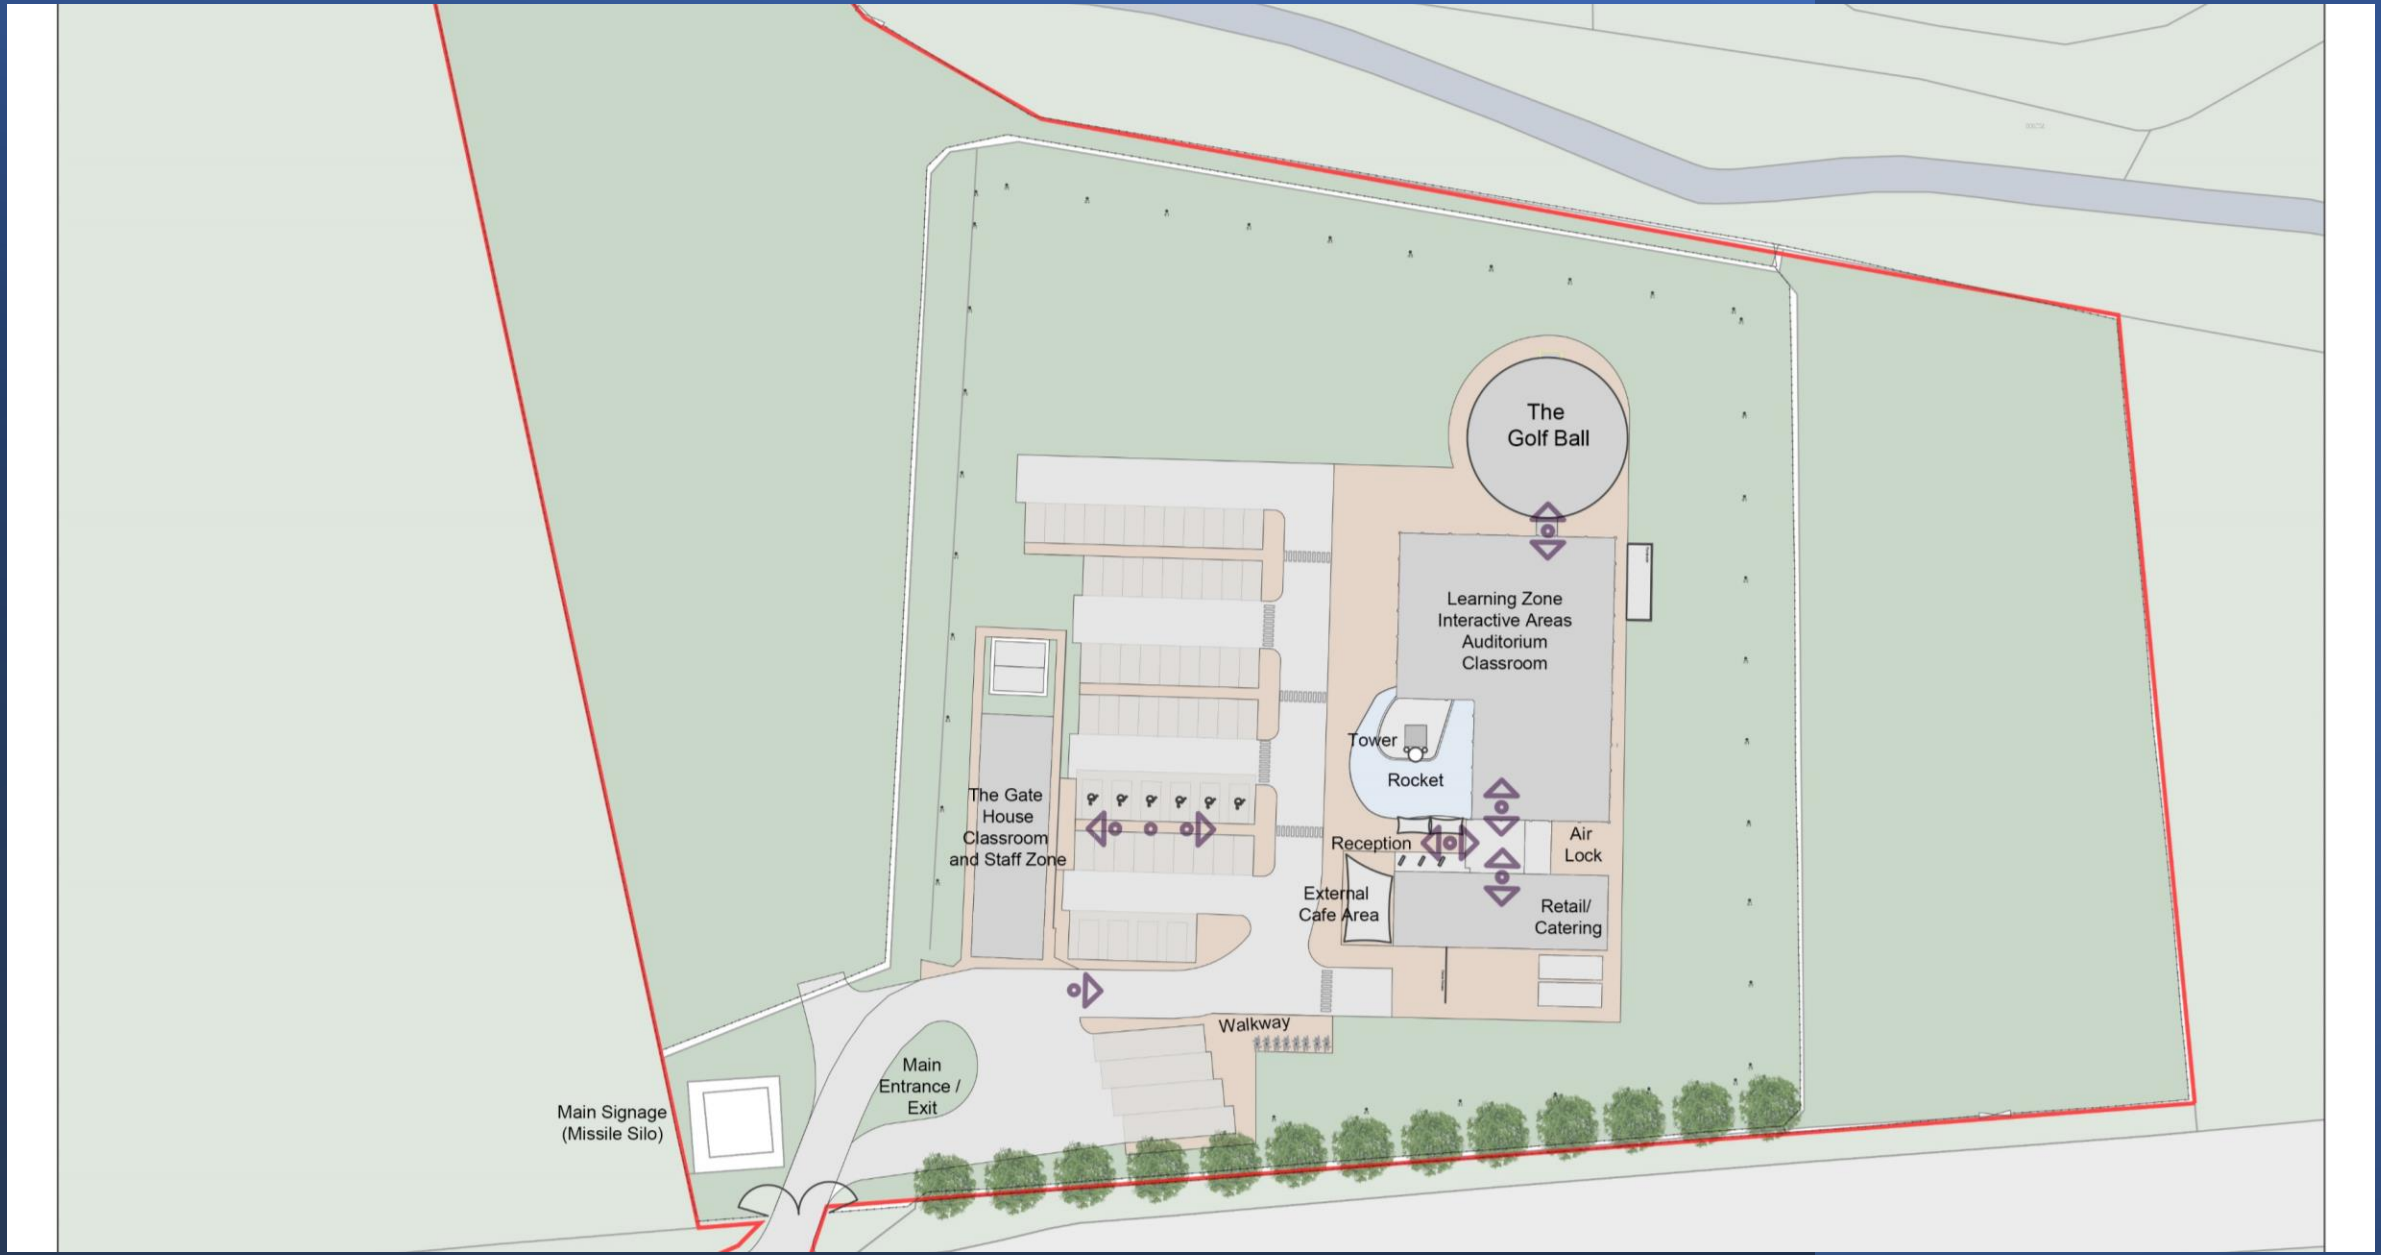 The
Golf Ball
Learning Zone
Interactive Areas
Auditorium
Classroom
Tower
Rocket
The Gate
House
Classroom
and Staff Zone
Reception
Air
Lock
External
Cafe Area
Retail/
Catering
Walkway
Main
Entrance /
Exit
Main Signage
(Missile Silo)